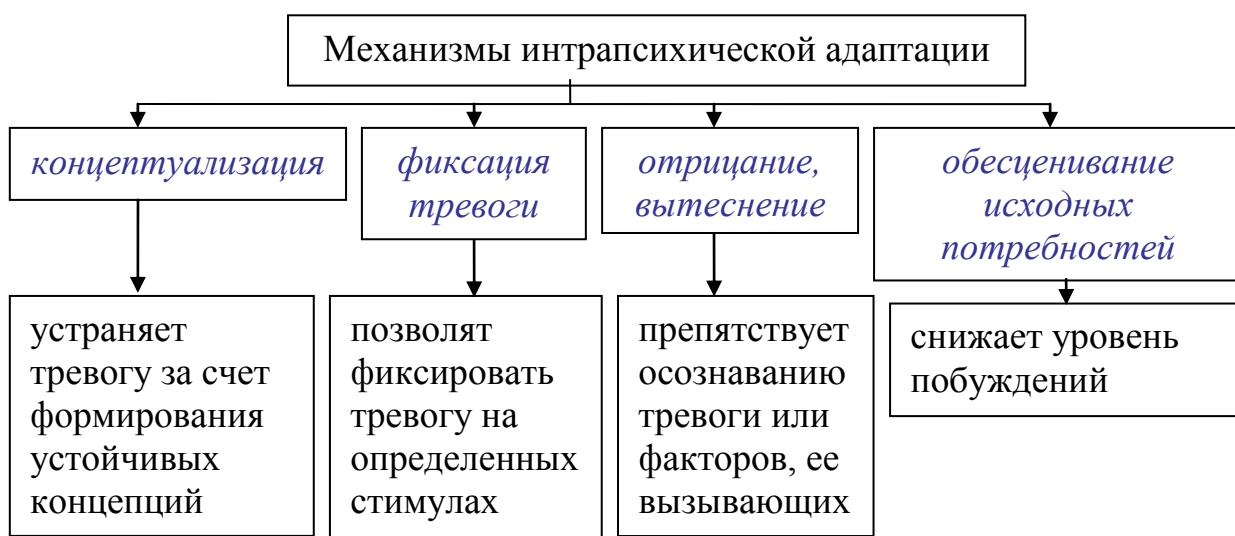 Механизмы интрапсихической адаптации
концептуализация
фиксация
тревоги
отрицание,
вытеснение
обесценивание
исходных
потребностей
устраняет
тревогу за счет
формирования
устойчивых
концепций
позволят
фиксировать
тревогу на
определенных
стимулах
препятствует
осознаванию
тревоги или
факторов, ее
вызывающих
снижает уровень
побуждений